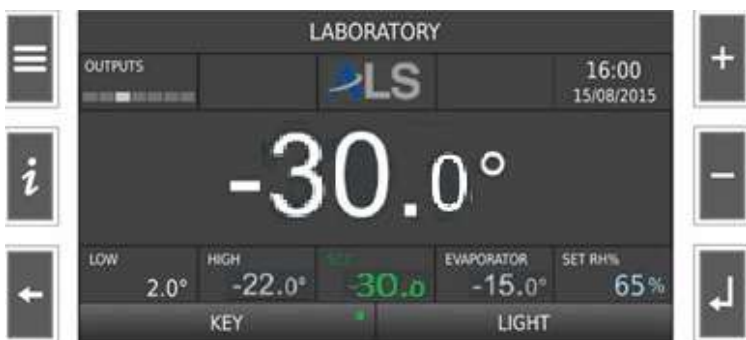 LABORATORY
OUTPUTS
LS
16:00
15/08/2015
i
-30.0°
LOW
HIGH
SET
EVAPORATOR
SET RH%
2.0°
-22.0°
-30.0
-15.0°
65%
KEY
LIGHT